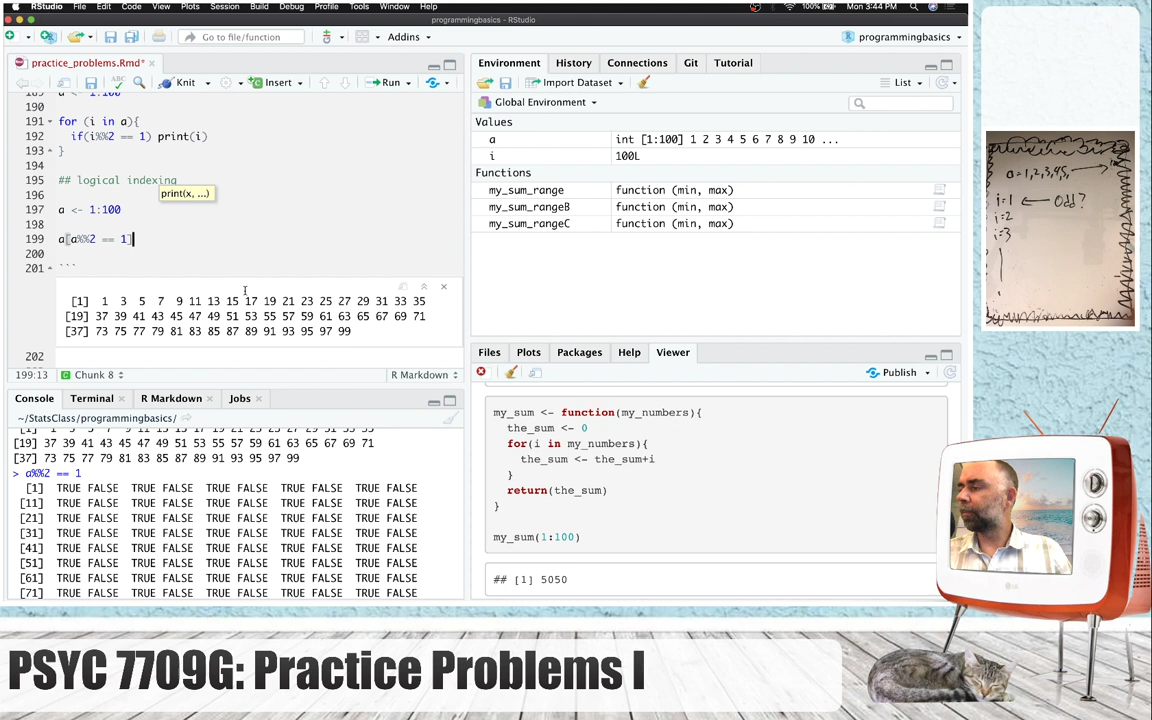 RStudio File Edit Code View Plots Session Build Debug Profile Tools Window Help 100% Mon 3:44 PM
programmingbasics - RStudio
Go to file/function Addins programmingbasics
practice_problems.Rmd*
Knit Insert Run
189 a <- 1:100
190
191 for (i in a){
192 if(i%%2 == 1) print(i)
193 }
194
195 ## logical indexing
196
print(x, ...)
197 a <- 1:100
198
199 a[a%%2 == 1]
200
201 ```
[1] 1 3 5 7 9 11 13 15 17 19 21 23 25 27 29 31 33 35
[19] 37 39 41 43 45 47 49 51 53 55 57 59 61 63 65 67 69 71
[37] 73 75 77 79 81 83 85 87 89 91 93 95 97 99
202
199:13 Chunk 8 R Markdown
Console Terminal R Markdown Jobs
~/StatsClass/programmingbasics/
[19] 37 39 41 43 45 47 49 51 53 55 57 59 61 63 65 67 69 71
[37] 73 75 77 79 81 83 85 87 89 91 93 95 97 99
> a%%2 == 1
[1] TRUE FALSE TRUE FALSE TRUE FALSE TRUE FALSE TRUE FALSE
[11] TRUE FALSE TRUE FALSE TRUE FALSE TRUE FALSE TRUE FALSE
[21] TRUE FALSE TRUE FALSE TRUE FALSE TRUE FALSE TRUE FALSE
[31] TRUE FALSE TRUE FALSE TRUE FALSE TRUE FALSE TRUE FALSE
[41] TRUE FALSE TRUE FALSE TRUE FALSE TRUE FALSE TRUE FALSE
[51] TRUE FALSE TRUE FALSE TRUE FALSE TRUE FALSE TRUE FALSE
[61] TRUE FALSE TRUE FALSE TRUE FALSE TRUE FALSE TRUE FALSE
[71] TRUE FALSE TRUE FALSE TRUE FALSE TRUE FALSE TRUE FALSE
Environment History Connections Git Tutorial
Import Dataset List
Global Environment
Values
a int [1:100] 1 2 3 4 5 6 7 8 9 10 ...
i 100L
Functions
my_sum_range function (min, max)
my_sum_rangeB function (min, max)
my_sum_rangeC function (min, max)
Files Plots Packages Help Viewer
Publish
my_sum <- function(my_numbers){
the_sum <- 0
for(i in my_numbers){
the_sum <- the_sum+i
}
return(the_sum)
}
my_sum(1:100)
## [1] 5050
a = 1,2,3,4,5,
i=1 ← Odd?
i=2
i=3
LG
PSYC 7709G: Practice Problems I